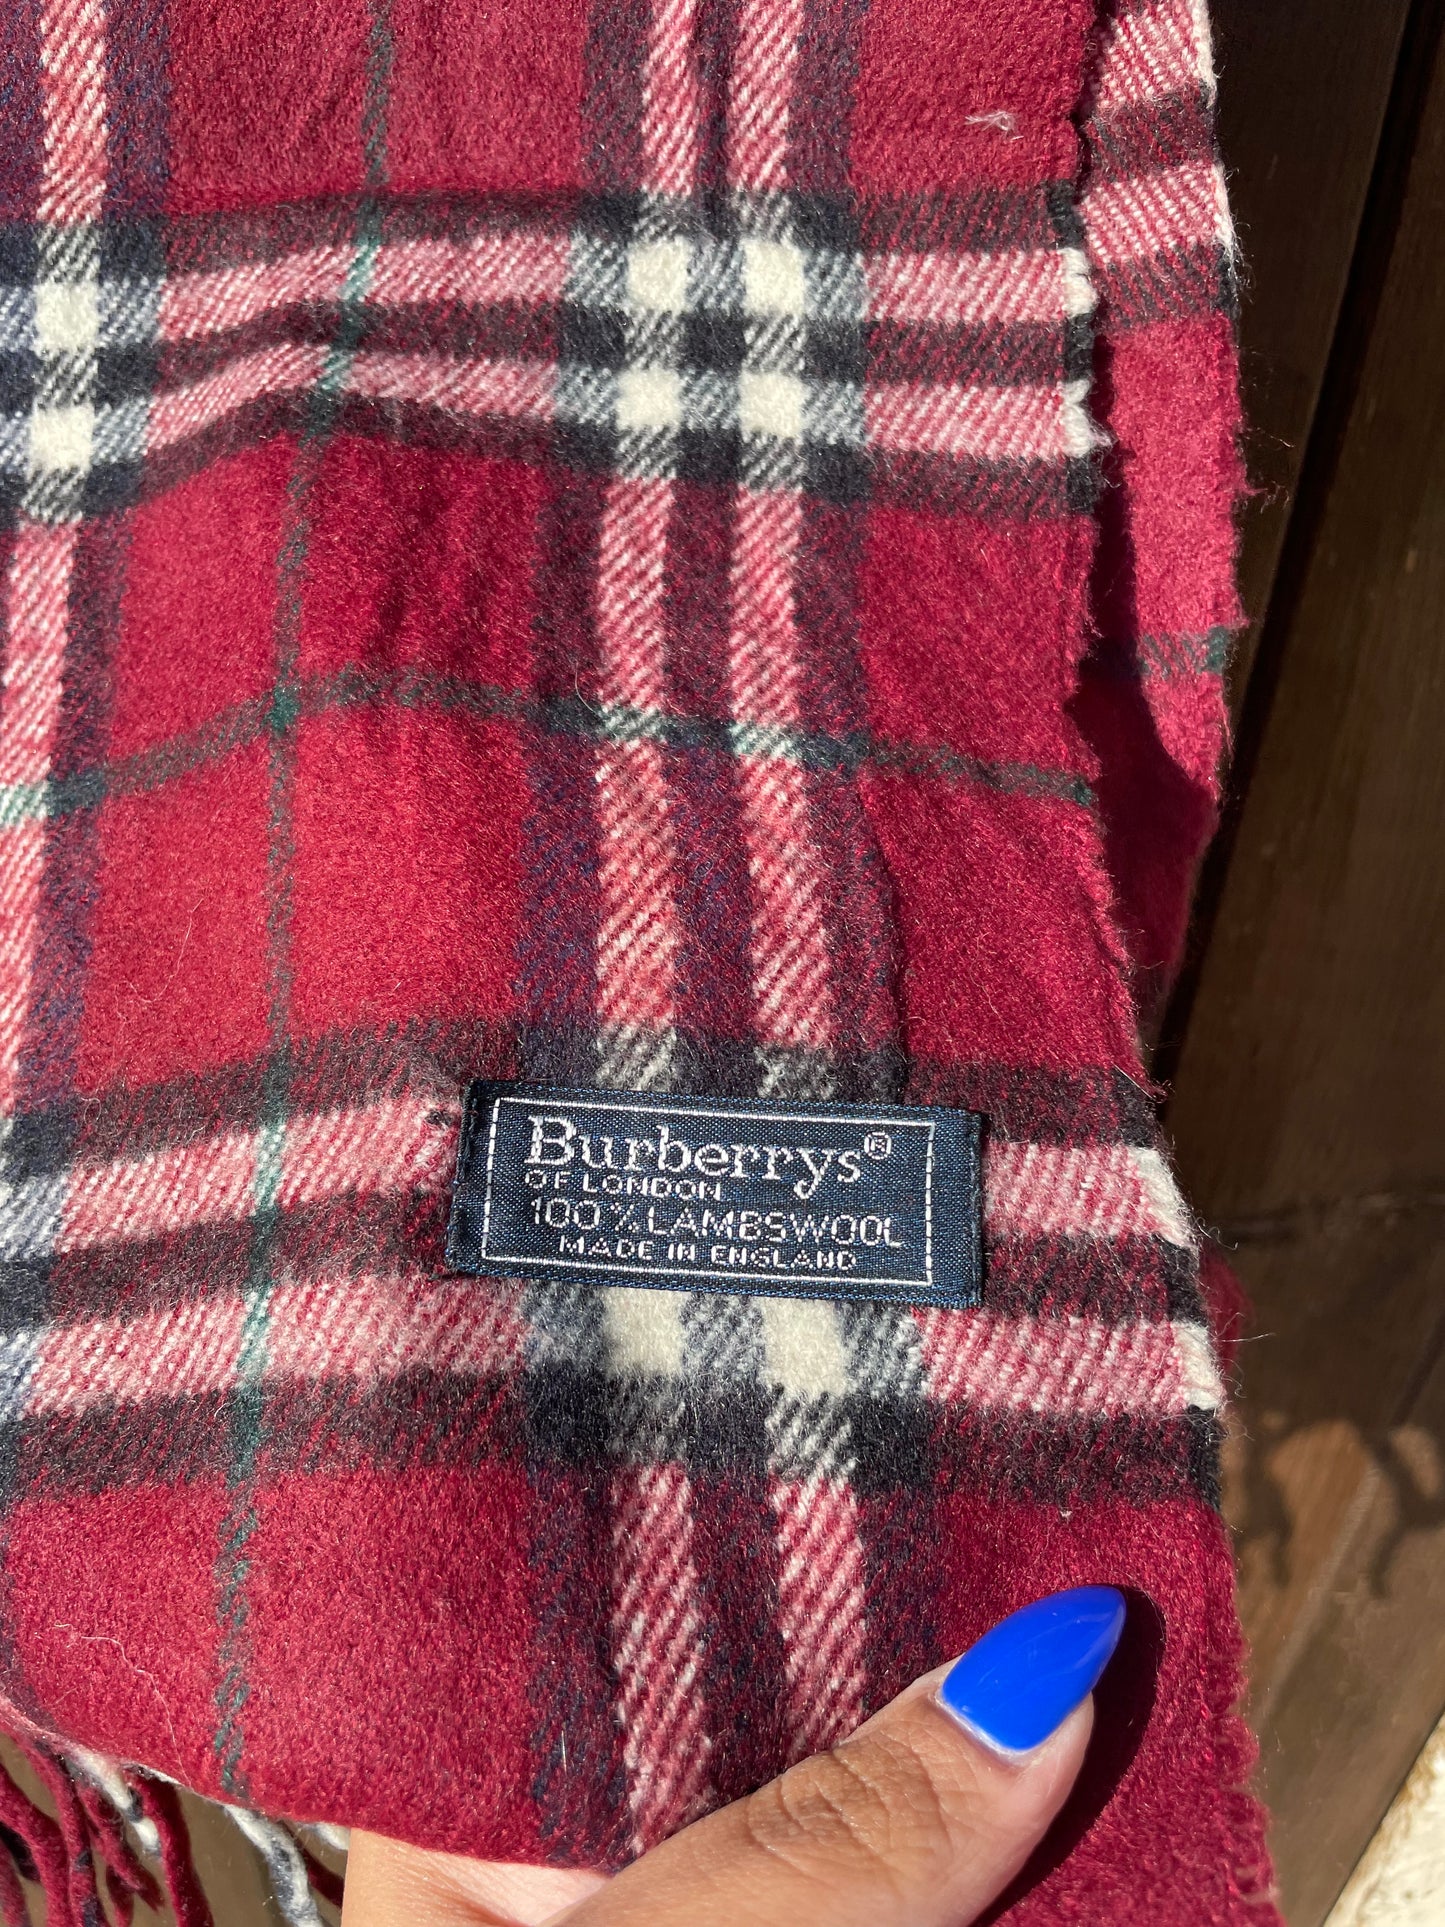 Burberrys®
OF LONDON
100% LAMBSWOOL
MADE IN ENGLAND